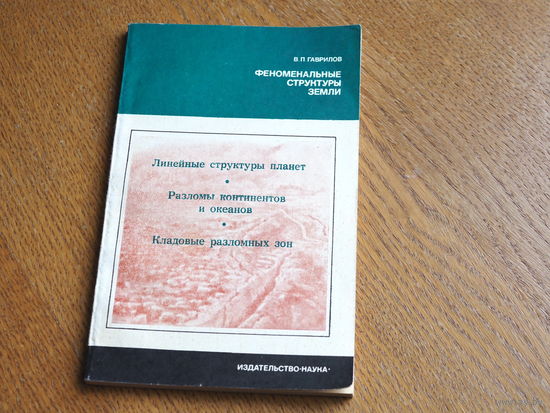 В. П. ГАВРИЛОВ
ФЕНОМЕНАЛЬНЫЕ
СТРУКТУРЫ
ЗЕМЛИ
Линейные структуры планет
•
Разломы континентов
и океанов
•
Кладовые разломных зон
ИЗДАТЕЛЬСТВО·НАУКА·